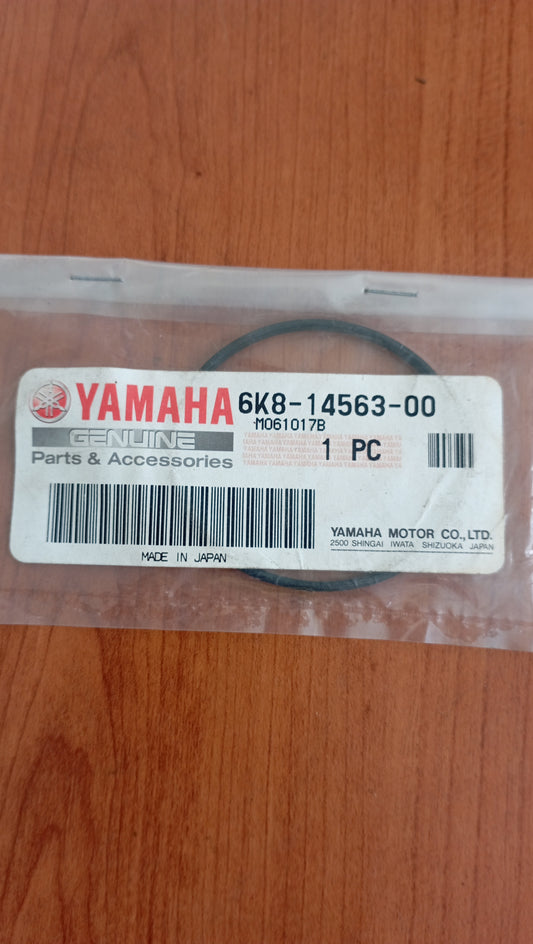 YAMAHA 6K8-14563-00
M061017B
GENUINE
1 PC
Parts & Accessories
YAMAHA MOTOR CO.,LTD.
2500 SHINGAI IWATA SHIZUOKA JAPAN
MADE IN JAPAN